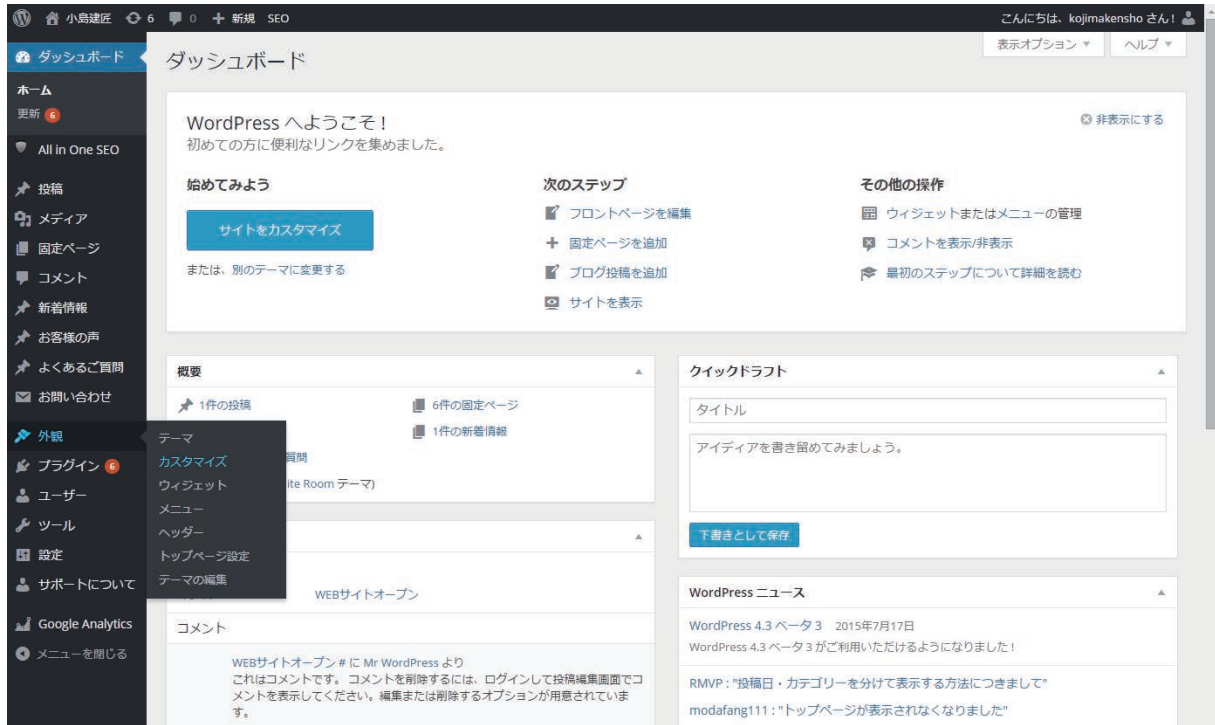 小島建匠 6 0 新規 SEO
こんにちは、kojimakensho さん!
ダッシュボード
ホーム
更新 6
All in One SEO
投稿
メディア
固定ページ
コメント
新着情報
お客様の声
よくあるご質問
お問い合わせ
外観
プラグイン 6
ユーザー
ツール
設定
サポートについて
Google Analytics
メニューを閉じる
テーマ
カスタマイズ
ウィジェット
メニュー
ヘッダー
トップページ設定
テーマの編集
表示オプション ヘルプ
ダッシュボード
WordPress へようこそ!
非表示にする
初めての方に便利なリンクを集めました。
始めてみよう
サイトをカスタマイズ
または、別のテーマに変更する
次のステップ
フロントページを編集
固定ページを追加
ブログ投稿を追加
サイトを表示
その他の操作
ウィジェットまたはメニューの管理
コメントを表示/非表示
最初のステップについて詳細を読む
概要
1件の投稿 6件の固定ページ
1件の新着情報
質問
ite Room テーマ)
WEBサイトオープン
コメント
WEBサイトオープン # に Mr WordPress より
これはコメントです。 コメントを削除するには、ログインして投稿編集画面でコ
メントを表示してください。編集または削除するオプションが用意されていま
す。
クイックドラフト
タイトル
アイディアを書き留めてみましょう。
下書きとして保存
WordPress ニュース
WordPress 4.3 ベータ 3 2015年7月17日
WordPress 4.3 ベータ 3 がご利用いただけるようになりました !
RMVP : "投稿日・カテゴリーを分けて表示する方法につきまして"
modafang111 : "トップページが表示されなくなりました"